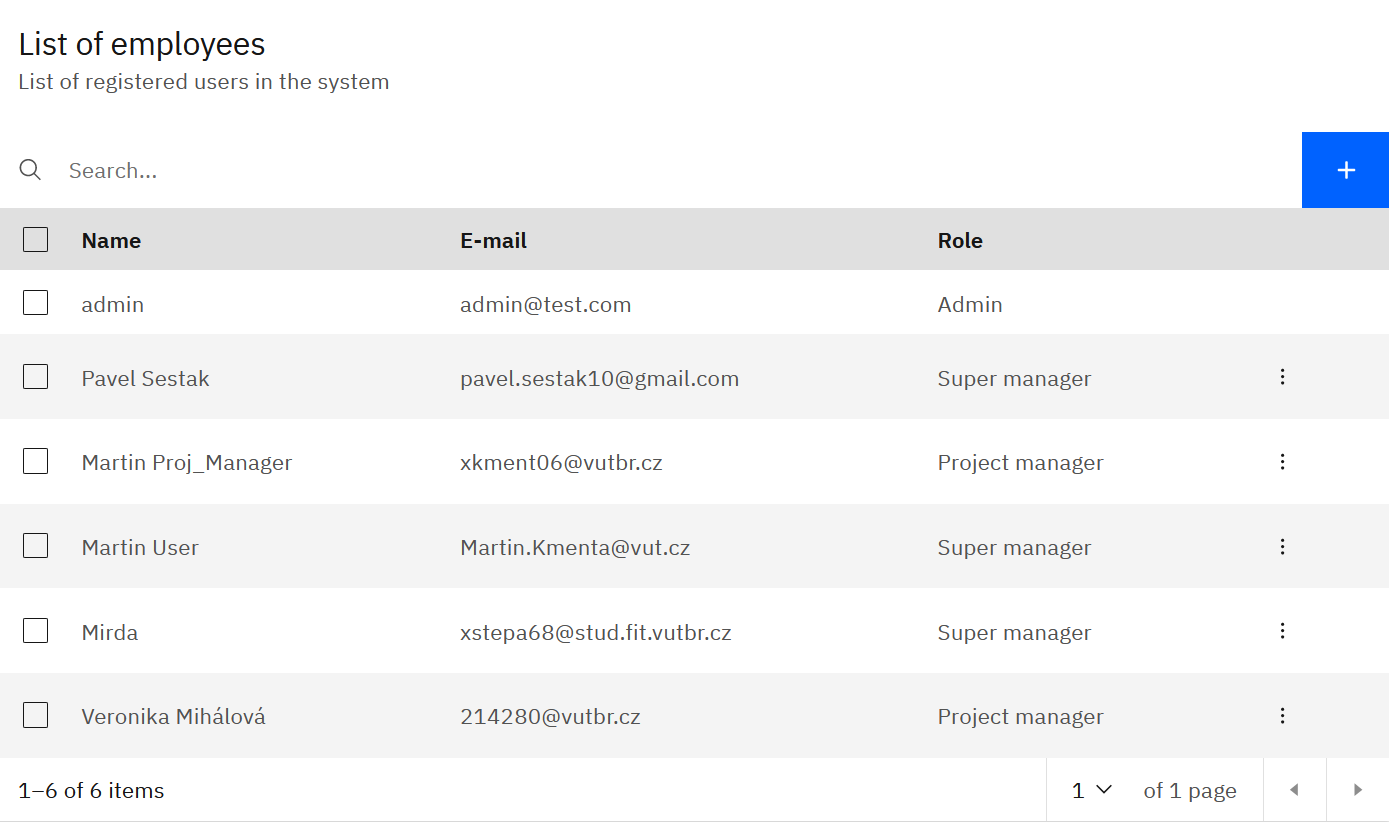 List of employees
List of registered users in the system
Search...
Name E-mail Role
admin admin@test.com Admin
Pavel Sestak pavel.sestak10@gmail.com Super manager
Martin Proj_Manager xkment06@vutbr.cz Project manager
Martin User Martin.Kmenta@vut.cz Super manager
Mirda xstepa68@stud.fit.vutbr.cz Super manager
Veronika Mihálová 214280@vutbr.cz Project manager
1–6 of 6 items 1 of 1 page